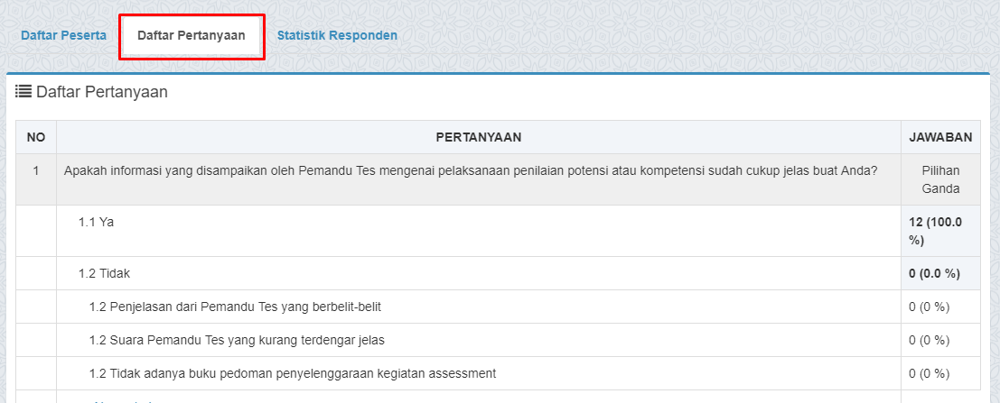 Daftar Peserta Daftar Pertanyaan Statistik Responden
Daftar Pertanyaan
NO PERTANYAAN JAWABAN
1 Apakah informasi yang disampaikan oleh Pemandu Tes mengenai pelaksanaan penilaian potensi atau kompetensi sudah cukup jelas buat Anda? Pilihan
Ganda
1.1 Ya 12 (100.0
%)
1.2 Tidak 0 (0.0 %)
1.2 Penjelasan dari Pemandu Tes yang berbelit-belit 0 (0 %)
1.2 Suara Pemandu Tes yang kurang terdengar jelas 0 (0 %)
1.2 Tidak adanya buku pedoman penyelenggaraan kegiatan assessment 0 (0 %)